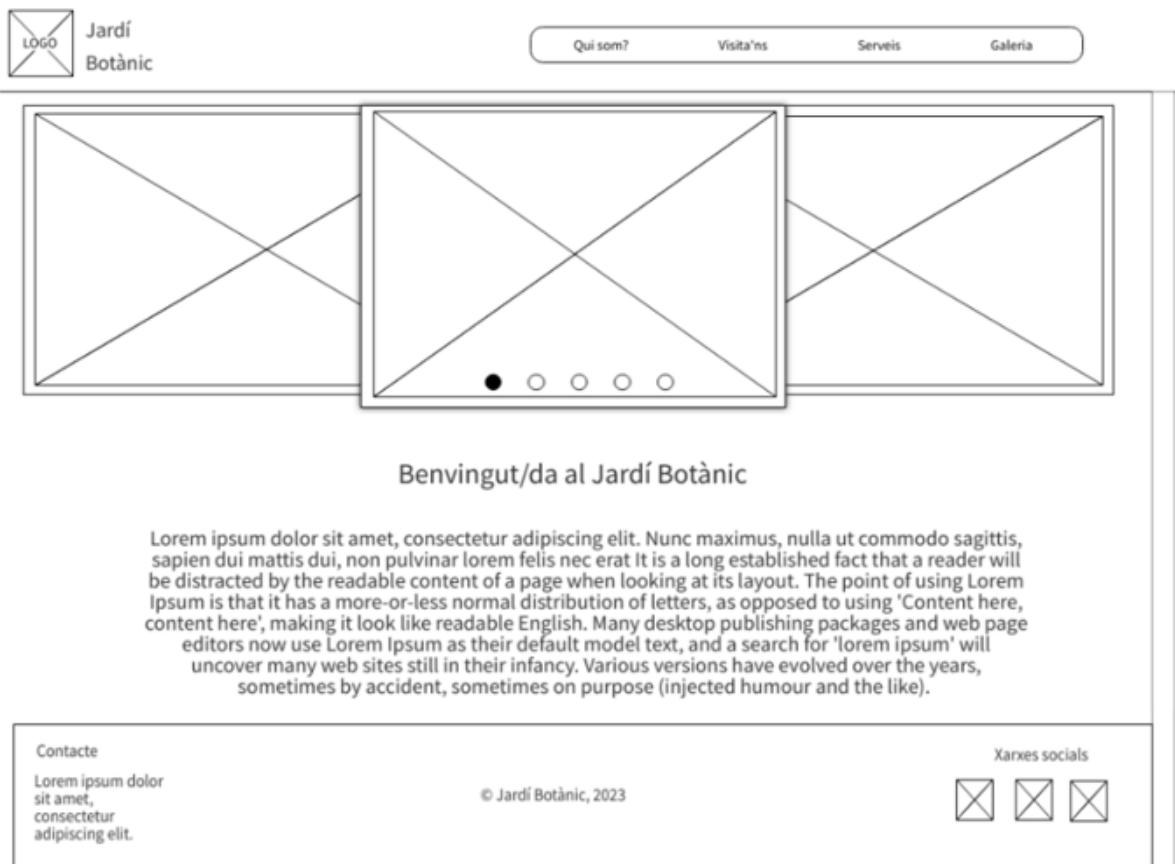 LOGO
Jardí
Botànic
Qui som?
Visita'ns
Serveis
Galeria
Benvingut/da al Jardí Botànic
Lorem ipsum dolor sit amet, consectetur adipiscing elit. Nunc maximus, nulla ut commodo sagittis,
sapien dui mattis dui, non pulvinar lorem felis nec erat It is a long established fact that a reader will
be distracted by the readable content of a page when looking at its layout. The point of using Lorem
Ipsum is that it has a more-or-less normal distribution of letters, as opposed to using 'Content here,
content here', making it look like readable English. Many desktop publishing packages and web page
editors now use Lorem Ipsum as their default model text, and a search for 'lorem ipsum' will
uncover many web sites still in their infancy. Various versions have evolved over the years,
sometimes by accident, sometimes on purpose (injected humour and the like).
Contacte
Lorem ipsum dolor
sit amet,
consectetur
adipiscing elit.
© Jardí Botànic, 2023
Xarxes socials